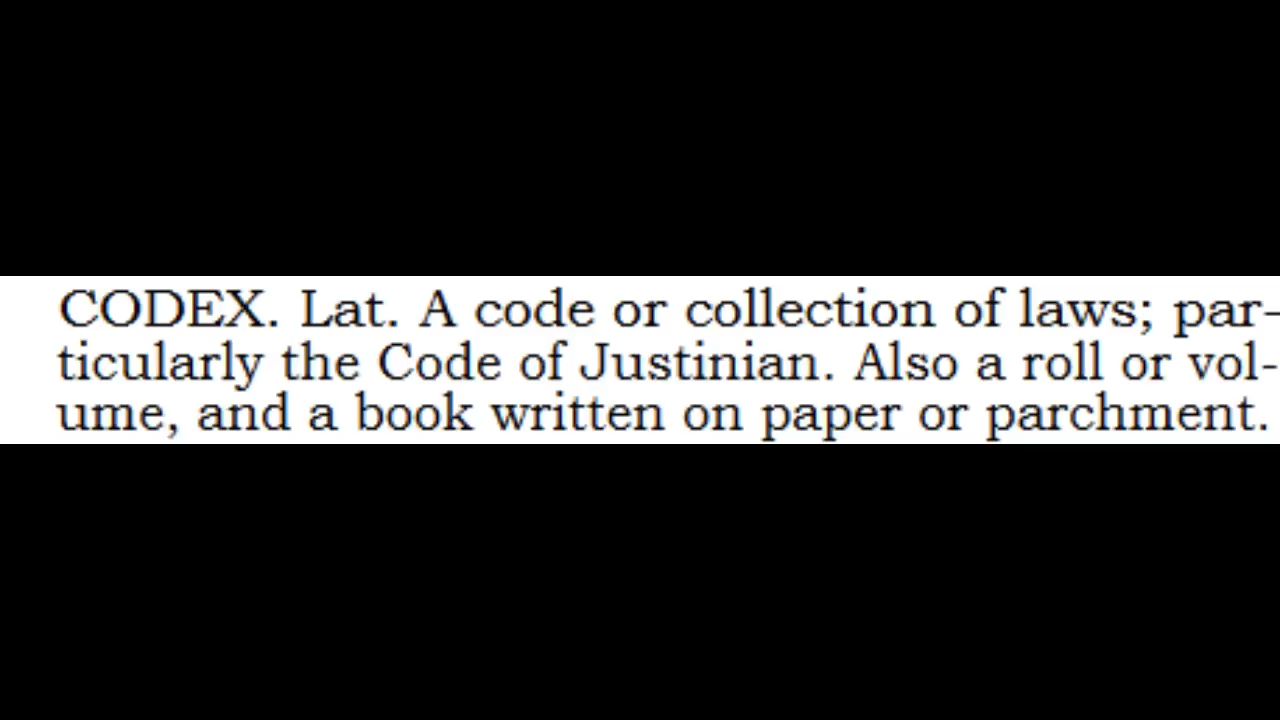 CODEX. Lat. A code or collection of laws; par-
ticularly the Code of Justinian. Also a roll or vol-
ume, and a book written on paper or parchment.